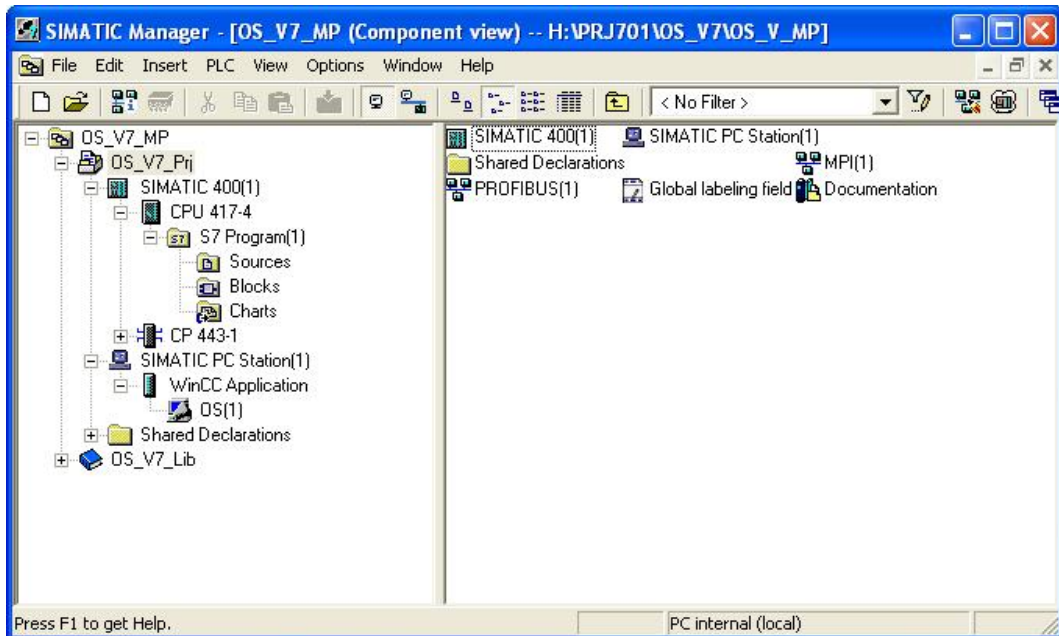 SIMATIC Manager - [OS_V7_MP (Component view) -- H:\PRJ701\OS_V7\OS_V_MP]
File Edit Insert PLC View Options Window Help
< No Filter >
OS_V7_MP
OS_V7_Prj
SIMATIC 400(1)
CPU 417-4
S7 Program(1)
Sources
Blocks
Charts
CP 443-1
SIMATIC PC Station(1)
WinCC Application
OS(1)
Shared Declarations
OS_V7_Lib
SIMATIC 400(1) SIMATIC PC Station(1)
Shared Declarations MPI(1)
PROFIBUS(1) Global labeling field Documentation
Press F1 to get Help. PC internal (local)